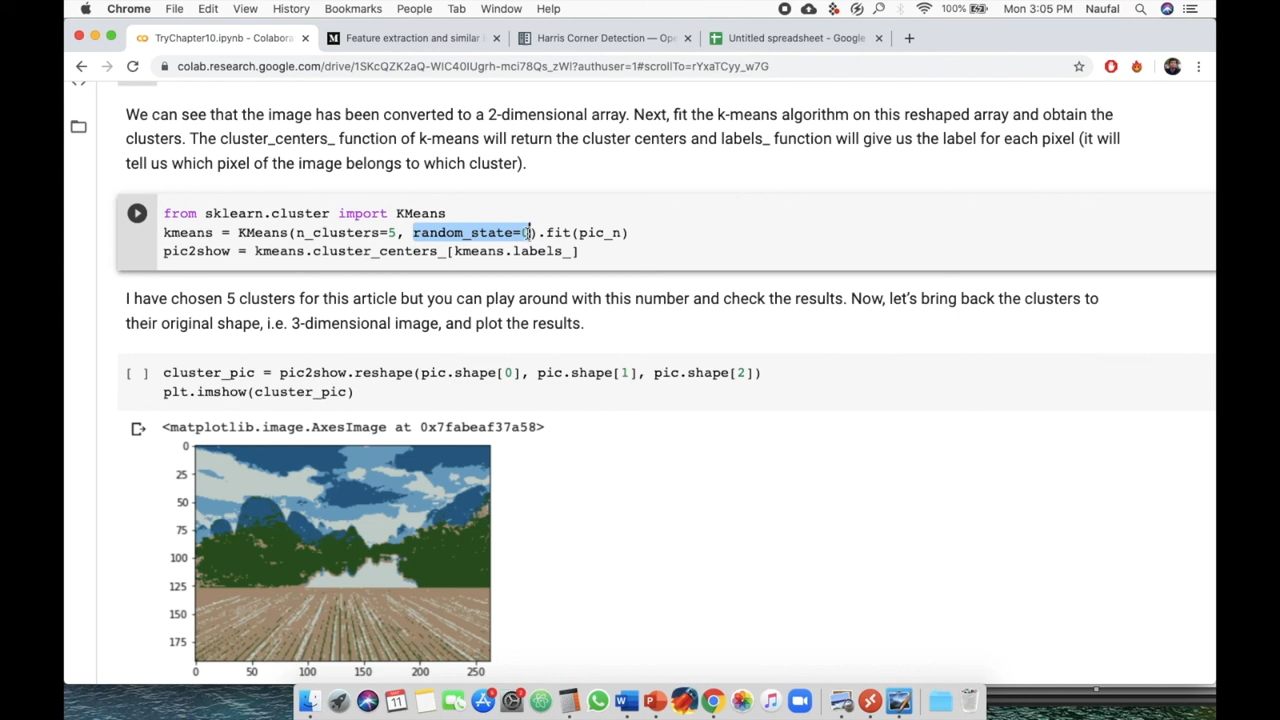 Chrome File Edit View History Bookmarks People Tab Window Help 100% Mon 3:05 PM Naufal
TryChapter10.ipynb - Colabora Feature extraction and similar i Harris Corner Detection — Ope Untitled spreadsheet - Google
colab.research.google.com/drive/1SKcQZK2aQ-WIC40IUgrh-mci78Qs_zWl?authuser=1#scrollTo=rYxaTCyy_w7G
We can see that the image has been converted to a 2-dimensional array. Next, fit the k-means algorithm on this reshaped array and obtain the
clusters. The cluster_centers_ function of k-means will return the cluster centers and labels_ function will give us the label for each pixel (it will
tell us which pixel of the image belongs to which cluster).
from sklearn.cluster import KMeans
kmeans = KMeans(n_clusters=5, random_state=0).fit(pic_n)
pic2show = kmeans.cluster_centers_[kmeans.labels_]
I have chosen 5 clusters for this article but you can play around with this number and check the results. Now, let's bring back the clusters to
their original shape, i.e. 3-dimensional image, and plot the results.
[ ] cluster_pic = pic2show.reshape(pic.shape[0], pic.shape[1], pic.shape[2])
plt.imshow(cluster_pic)
<matplotlib.image.AxesImage at 0x7fabeaf37a58>
0
25
50
75
100
125
150
175
0 50 100 150 200 250
11